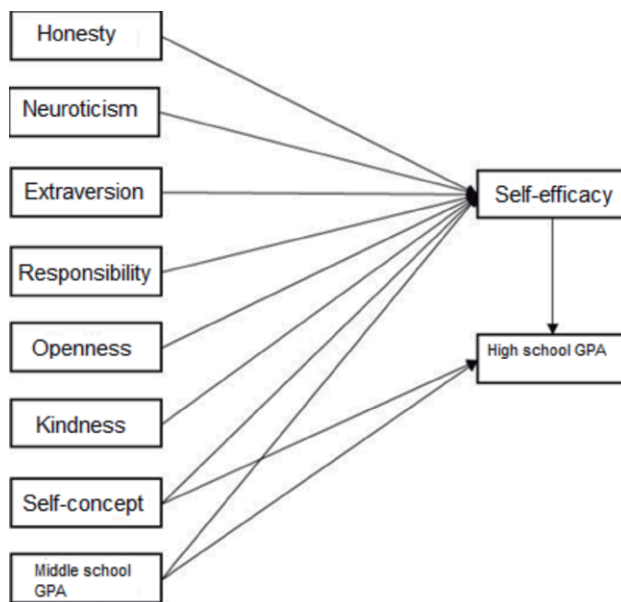 Honesty
Neuroticism
Extraversion
Self-efficacy
Responsibility
Openness
High school GPA
Kindness
Self-concept
Middle school
GPA